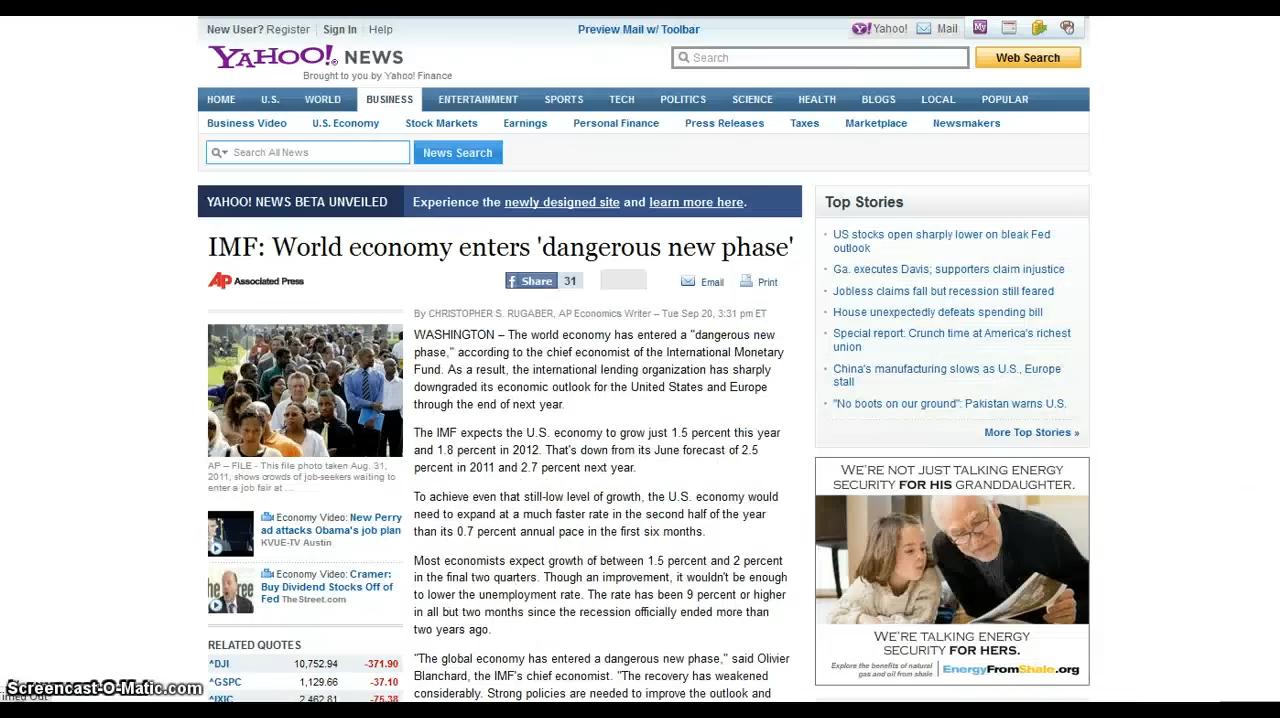 New User? Register Sign In Help Preview Mail w/ Toolbar Yahoo! Mail My
YAHOO! NEWS
Brought to you by Yahoo! Finance
Search Web Search
HOME U.S. WORLD BUSINESS ENTERTAINMENT SPORTS TECH POLITICS SCIENCE HEALTH BLOGS LOCAL POPULAR
Business Video U.S. Economy Stock Markets Earnings Personal Finance Press Releases Taxes Marketplace Newsmakers
Search All News News Search
YAHOO! NEWS BETA UNVEILED Experience the newly designed site and learn more here.
IMF: World economy enters 'dangerous new phase'
AP Associated Press f Share 31 Email Print
AP – FILE - This file photo taken Aug. 31,
2011, shows crowds of job-seekers waiting to
enter a job fair at ...
Economy Video: New Perry
ad attacks Obama's job plan
KVUE-TV Austin
Economy Video: Cramer:
Buy Dividend Stocks Off of
Fed TheStreet.com
RELATED QUOTES
^DJI 10,752.94 -371.90
^GSPC 1,129.66 -37.10
^IXIC 2,462.81 -75.38
By CHRISTOPHER S. RUGABER, AP Economics Writer – Tue Sep 20, 3:31 pm ET
WASHINGTON – The world economy has entered a "dangerous new
phase," according to the chief economist of the International Monetary
Fund. As a result, the international lending organization has sharply
downgraded its economic outlook for the United States and Europe
through the end of next year.
The IMF expects the U.S. economy to grow just 1.5 percent this year
and 1.8 percent in 2012. That's down from its June forecast of 2.5
percent in 2011 and 2.7 percent next year.
To achieve even that still-low level of growth, the U.S. economy would
need to expand at a much faster rate in the second half of the year
than its 0.7 percent annual pace in the first six months.
Most economists expect growth of between 1.5 percent and 2 percent
in the final two quarters. Though an improvement, it wouldn't be enough
to lower the unemployment rate. The rate has been 9 percent or higher
in all but two months since the recession officially ended more than
two years ago.
"The global economy has entered a dangerous new phase," said Olivier
Blanchard, the IMF's chief economist. "The recovery has weakened
considerably. Strong policies are needed to improve the outlook and
Top Stories
US stocks open sharply lower on bleak Fed
outlook
Ga. executes Davis; supporters claim injustice
Jobless claims fall but recession still feared
House unexpectedly defeats spending bill
Special report: Crunch time at America's richest
union
China's manufacturing slows as U.S., Europe
stall
"No boots on our ground": Pakistan warns U.S.
More Top Stories »
WE'RE NOT JUST TALKING ENERGY
SECURITY FOR HIS GRANDDAUGHTER.
WE'RE TALKING ENERGY
SECURITY FOR HERS.
Explore the benefits of natural
gas and oil from shale
EnergyFromShale.org
Screencast-O-Matic.com